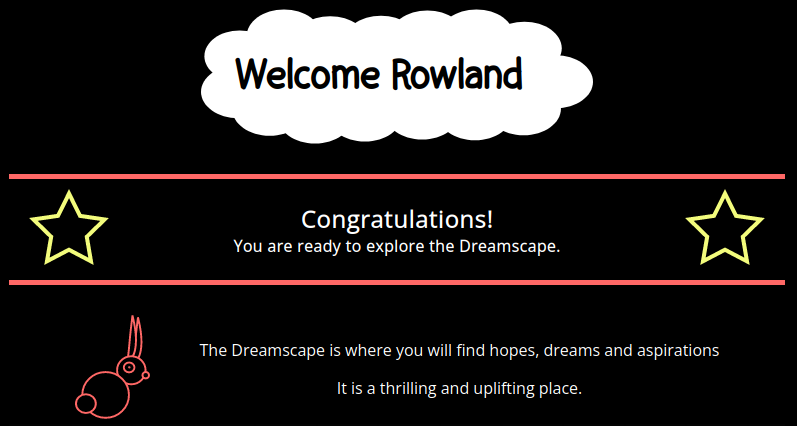 Welcome Rowland
Congratulations!
You are ready to explore the Dreamscape.
The Dreamscape is where you will find hopes, dreams and aspirations
It is a thrilling and uplifting place.